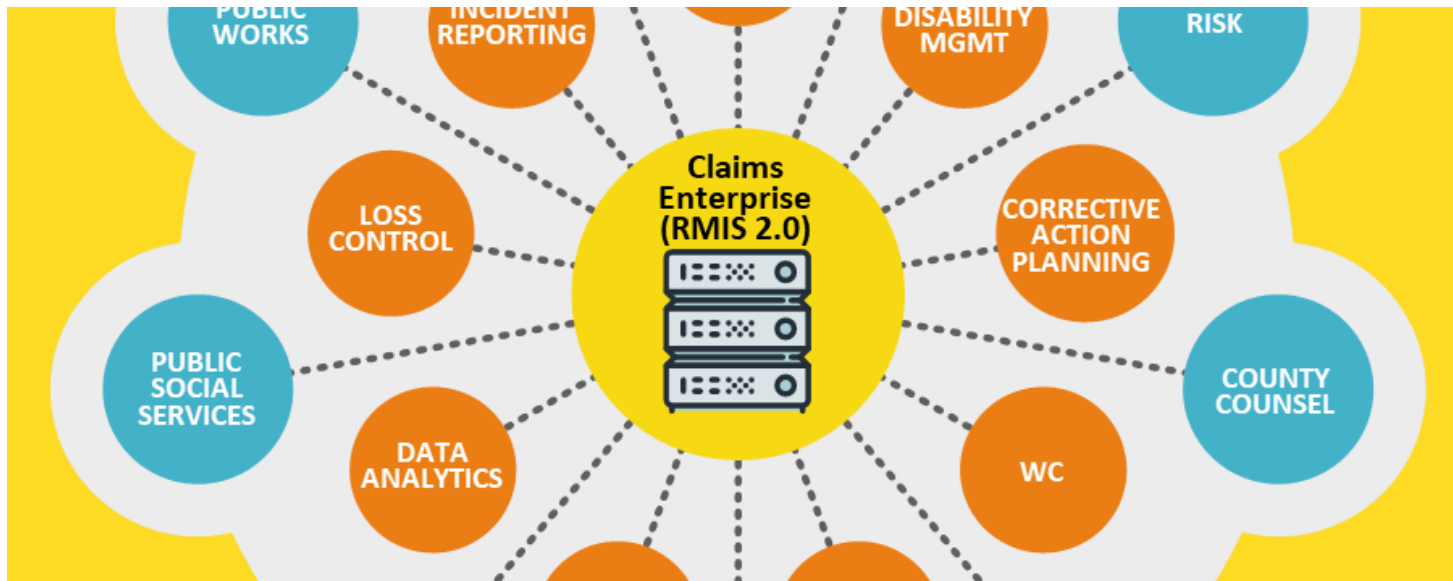 PUBLIC
WORKS
INCIDENT
REPORTING
DISABILITY
MGMT
RISK
Claims
Enterprise
(RMIS 2.0)
LOSS
CONTROL
CORRECTIVE
ACTION
PLANNING
PUBLIC
SOCIAL
SERVICES
COUNTY
COUNSEL
DATA
ANALYTICS
WC